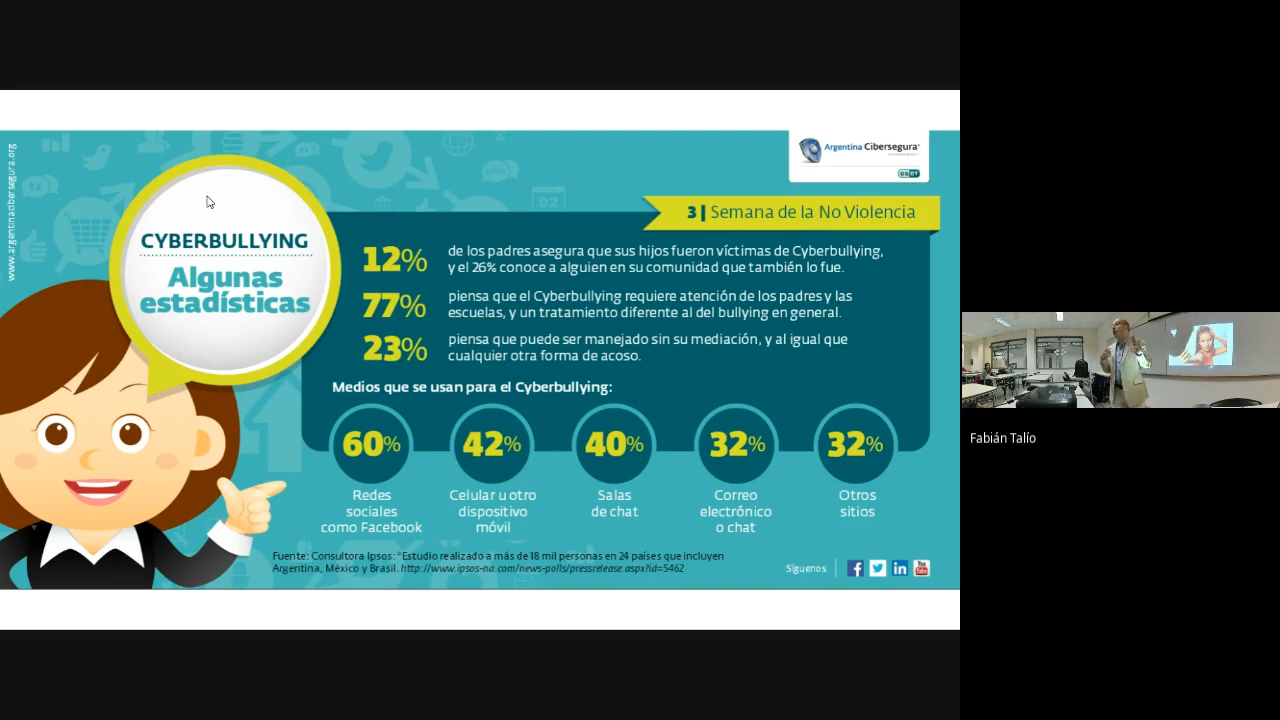 www.argentinacibersegura.org
Argentina Cibersegura
eset
CYBERBULLYING
Algunas
estadísticas
3 | Semana de la No Violencia
12% de los padres asegura que sus hijos fueron víctimas de Cyberbullying,
y el 26% conoce a alguien en su comunidad que también lo fue.
77% piensa que el Cyberbullying requiere atención de los padres y las
escuelas, y un tratamiento diferente al del bullying en general.
23% piensa que puede ser manejado sin su mediación, y al igual que
cualquier otra forma de acoso.
Medios que se usan para el Cyberbullying:
60%
Redes
sociales
como Facebook
42%
Celular u otro
dispositivo
móvil
40%
Salas
de chat
32%
Correo
electrónico
o chat
32%
Otros
sitios
Fuente: Consultora Ipsos: "Estudio realizado a más de 18 mil personas en 24 países que incluyen
Argentina, México y Brasil. http://www.ipsos-na.com/news-polls/pressrelease.aspx?id=5462
Síguenos
f
in
You
Tube
02
Fabián Talío